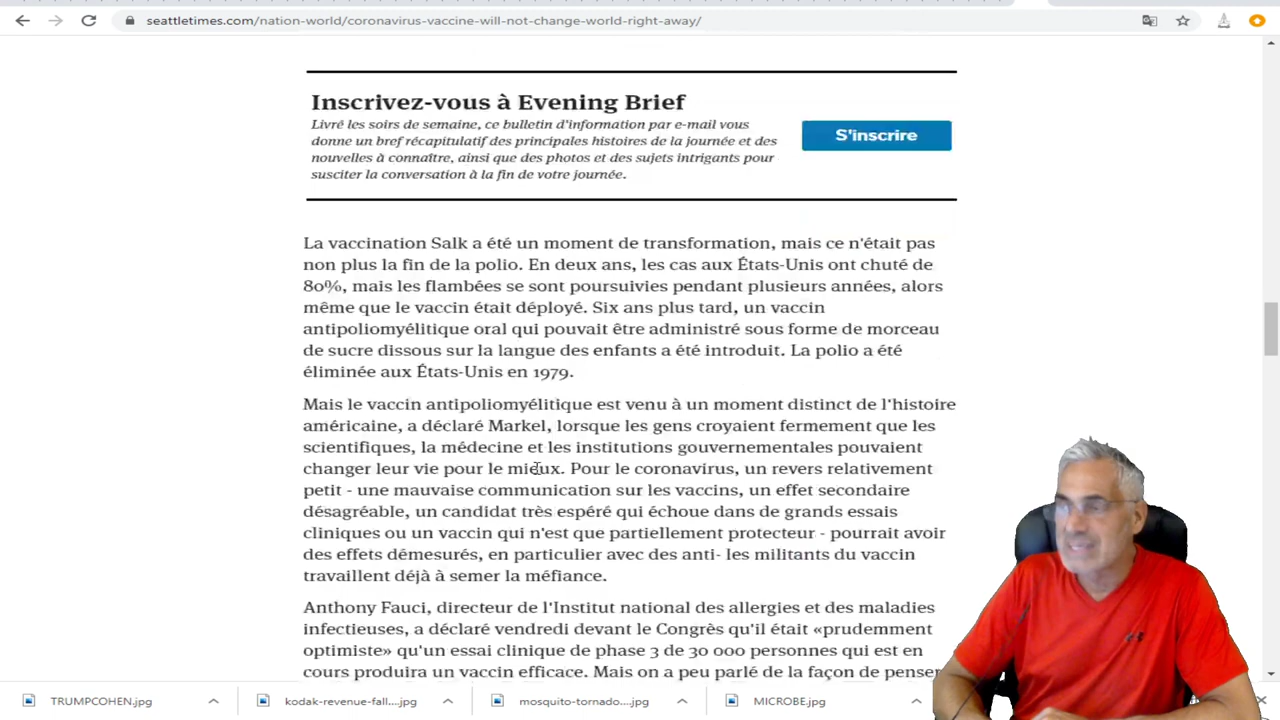 seattletimes.com/nation-world/coronavirus-vaccine-will-not-change-world-right-away/
Inscrivez-vous à Evening Brief
Livré les soirs de semaine, ce bulletin d'information par e-mail vous
donne un bref récapitulatif des principales histoires de la journée et des
nouvelles à connaître, ainsi que des photos et des sujets intrigants pour
susciter la conversation à la fin de votre journée.
S'inscrire
La vaccination Salk a été un moment de transformation, mais ce n'était pas
non plus la fin de la polio. En deux ans, les cas aux États-Unis ont chuté de
80%, mais les flambées se sont poursuivies pendant plusieurs années, alors
même que le vaccin était déployé. Six ans plus tard, un vaccin
antipoliomyélitique oral qui pouvait être administré sous forme de morceau
de sucre dissous sur la langue des enfants a été introduit. La polio a été
éliminée aux États-Unis en 1979.
Mais le vaccin antipoliomyélitique est venu à un moment distinct de l'histoire
américaine, a déclaré Markel, lorsque les gens croyaient fermement que les
scientifiques, la médecine et les institutions gouvernementales pouvaient
changer leur vie pour le mieux. Pour le coronavirus, un revers relativement
petit - une mauvaise communication sur les vaccins, un effet secondaire
désagréable, un candidat très espéré qui échoue dans de grands essais
cliniques ou un vaccin qui n'est que partiellement protecteur - pourrait avoir
des effets démesurés, en particulier avec des anti- les militants du vaccin
travaillent déjà à semer la méfiance.
Anthony Fauci, directeur de l'Institut national des allergies et des maladies
infectieuses, a déclaré vendredi devant le Congrès qu'il était «prudemment
optimiste» qu'un essai clinique de phase 3 de 30 000 personnes qui est en
cours produira un vaccin efficace. Mais on a peu parlé de la façon de penser
TRUMPCOHEN.jpg
kodak-revenue-fall....jpg
mosquito-tornado....jpg
MICROBE.jpg